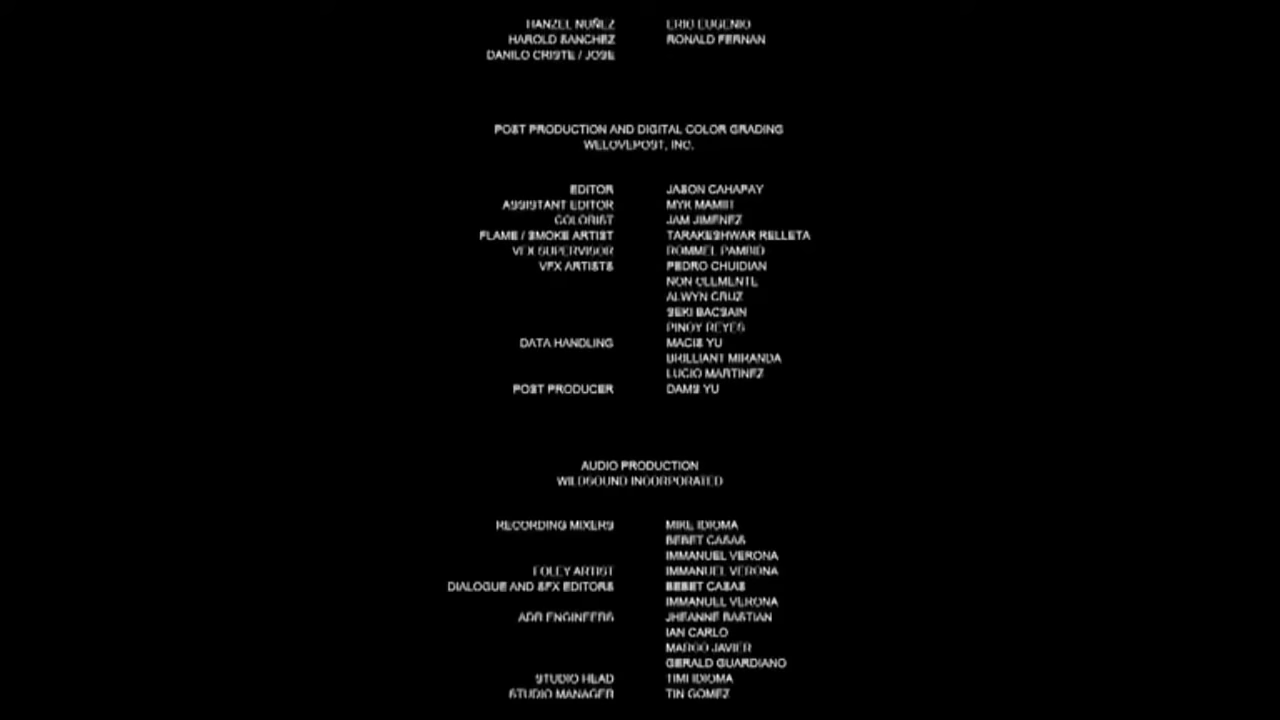 HANZEL NUÑEZ ERIC EUGENIO
HAROLD SANCHEZ RONALD FERNAN
DANILO CRISTE / JOSE
POST PRODUCTION AND DIGITAL COLOR GRADING
WELOVEPOST, INC.
EDITOR JASON CAHAPAY
ASSISTANT EDITOR MYK
COLORIST JAM JIMENEZ
FLAME / SMOKE ARTIST TARAKESHWAR RELLETA
VFX SUPERVISOR ROMMEL PAMBID
VFX ARTISTS PEDRO CHUIDIAN
NON CLEMENTE
ALWYN CRUZ
SEKI BACSAIN
PINOY REYES
DATA HANDLING MACIS YU
BRILLIANT MIRANDA
LUCIO MARTINEZ
POST PRODUCER DAMS YU
AUDIO PRODUCTION
WILDSOUND INCORPORATED
RECORDING MIXERS MIKE IDIOMA
BEBET CASAS
IMMANUEL VERONA
FOLEY ARTIST IMMANUEL VERONA
DIALOGUE AND SFX EDITORS BEBET CASAS
IMMANUEL VERONA
ADR ENGINEERS JHEANNE BASTIAN
IAN CARLO
JAVIER
GERALD GUARDIANO
STUDIO HEAD TIMI IDIOMA
STUDIO MANAGER TIN GOMEZ